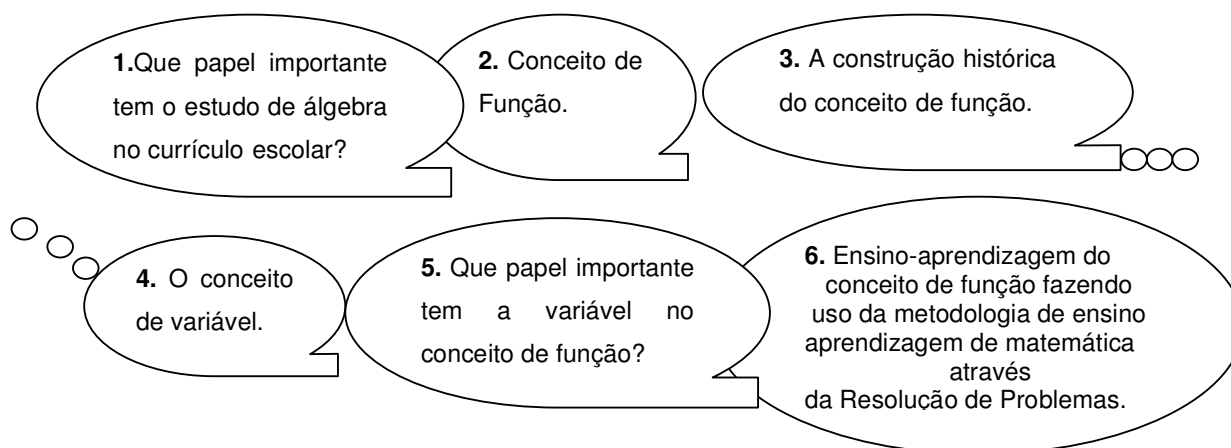 1.Que papel importante
tem o estudo de álgebra
no currículo escolar?
2. Conceito de
Função.
3. A construção histórica
do conceito de função.
4. O conceito
de variável.
5. Que papel importante
tem a variável no
conceito de função?
6. Ensino-aprendizagem do
conceito de função fazendo
uso da metodologia de ensino
aprendizagem de matemática
através
da Resolução de Problemas.